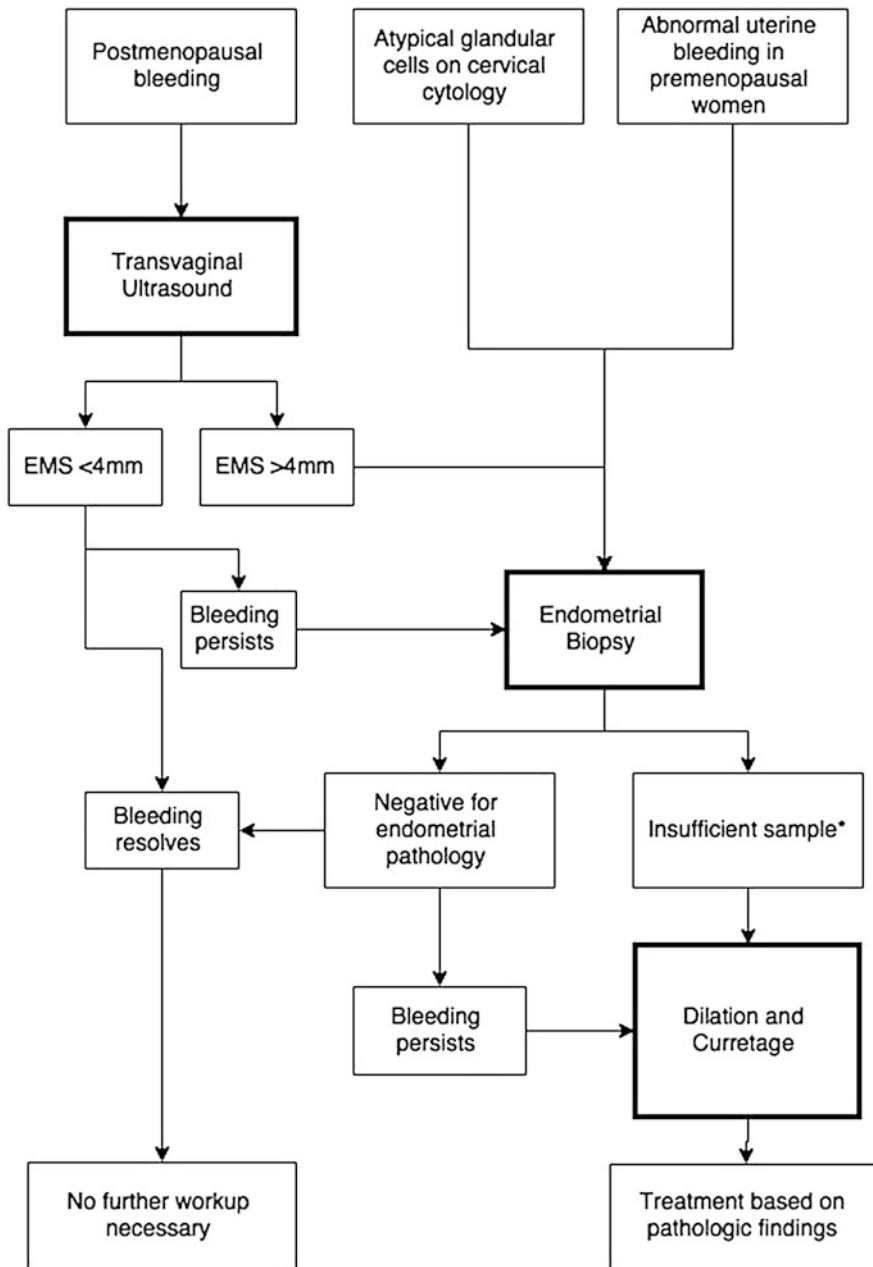 Postmenopausal
bleeding
Atypical glandular
cells on cervical
cytology
Abnormal uterine
bleeding in
premenopausal
women
Transvaginal
Ultrasound
EMS <4mm
EMS >4mm
Bleeding
persists
Endometrial
Biopsy
Bleeding
resolves
Negative for
endometrial
pathology
Insufficient sample*
Bleeding
persists
Dilation and
Curretage
No further workup
necessary
Treatment based on
pathologic findings